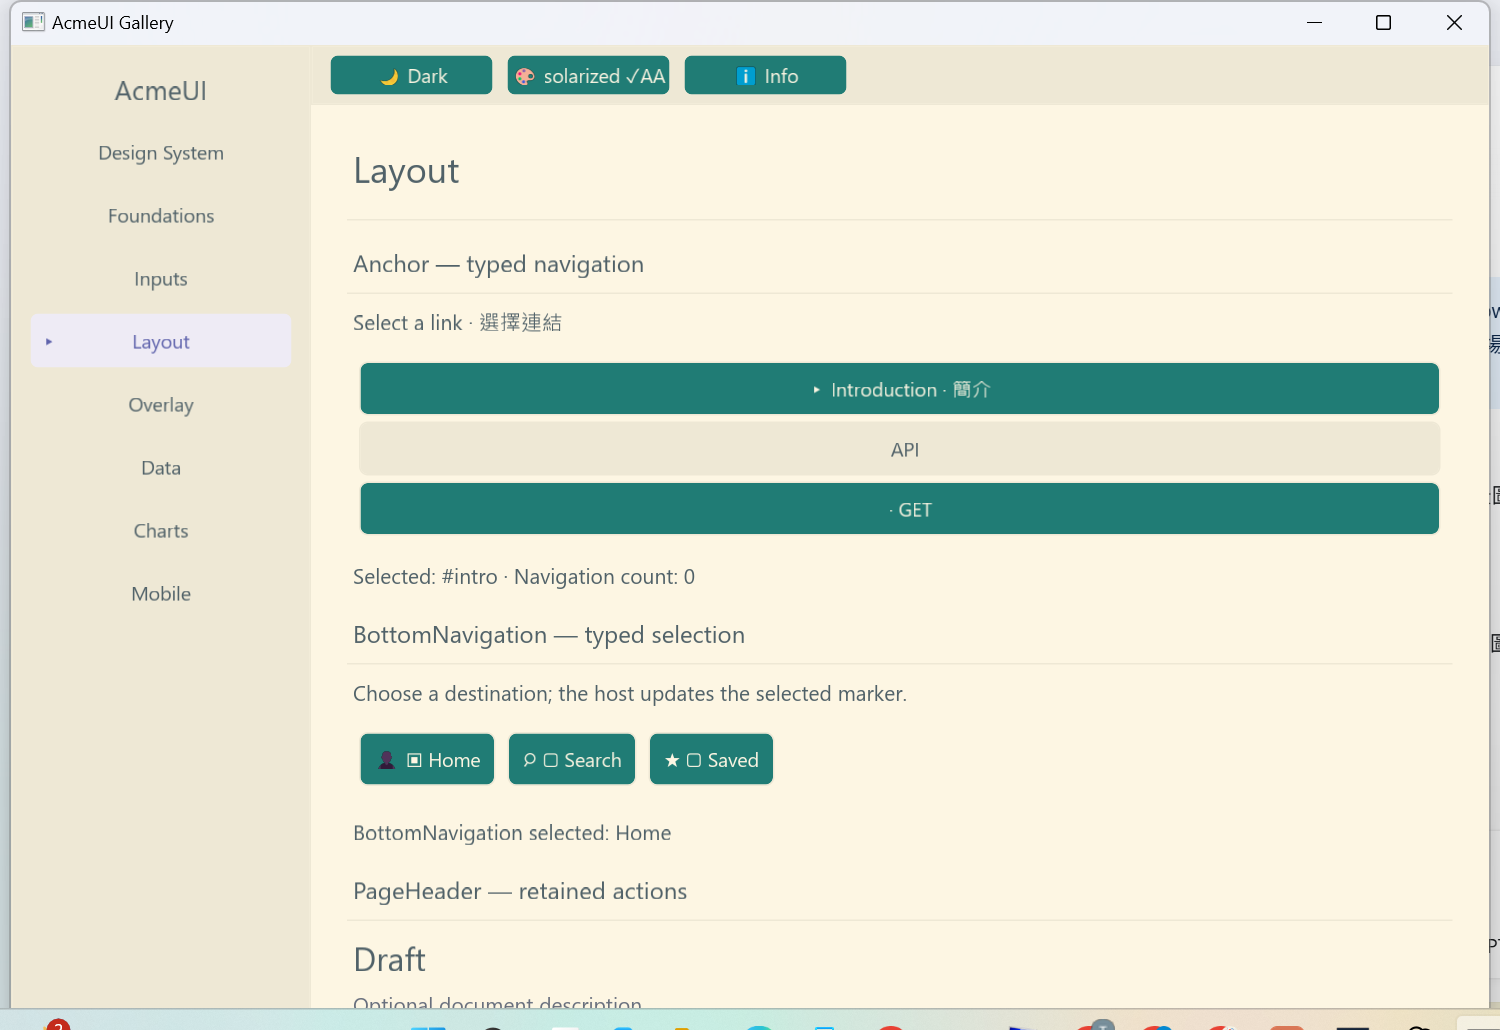 AcmeUI Gallery
AcmeUI
Design System
Foundations
Inputs
Layout
Overlay
Data
Charts
Mobile
🌙 Dark
🎨 solarized ✓AA
ℹ️ Info
Layout
Anchor — typed navigation
Select a link · 選擇連結
‣ Introduction · 簡介
API
· GET
Selected: #intro · Navigation count: 0
BottomNavigation — typed selection
Choose a destination; the host updates the selected marker.
👤 ▣ Home
⌕ ▢ Search
★ ▢ Saved
BottomNavigation selected: Home
PageHeader — retained actions
Draft
Optional document description
2